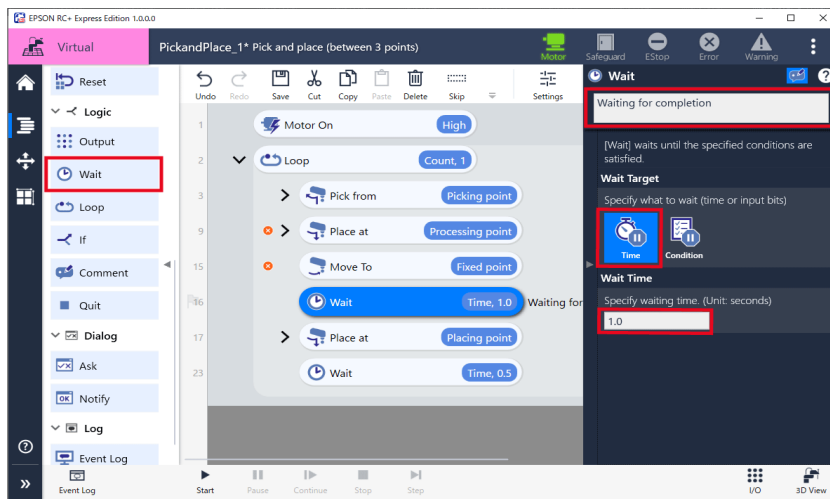 EPSON RC+ Express Edition 1.0.0.0
Virtual
PickandPlace_1* Pick and place (between 3 points)
Motor
Safeguard
EStop
Error
Warning
Reset
Logic
Output
Wait
Loop
If
Comment
Quit
Dialog
Ask
OK Notify
Log
Event Log
Undo
Redo
Save
Cut
Copy
Paste
Delete
Skip
Settings
1 Motor On High
2 Loop Count, 1
3 Pick from Picking point
9 Place at Processing point
15 Move To Fixed point
16 Wait Time, 1.0 Waiting for
17 Place at Placing point
23 Wait Time, 0.5
Wait
?
Waiting for completion
[Wait] waits until the specified conditions are
satisfied.
Wait Target
Specify what to wait (time or input bits)
Time
Condition
Wait Time
Specify waiting time. (Unit: seconds)
1.0
?
»
Event Log
Start
Pause
Continue
Stop
Step
I/O
3D View